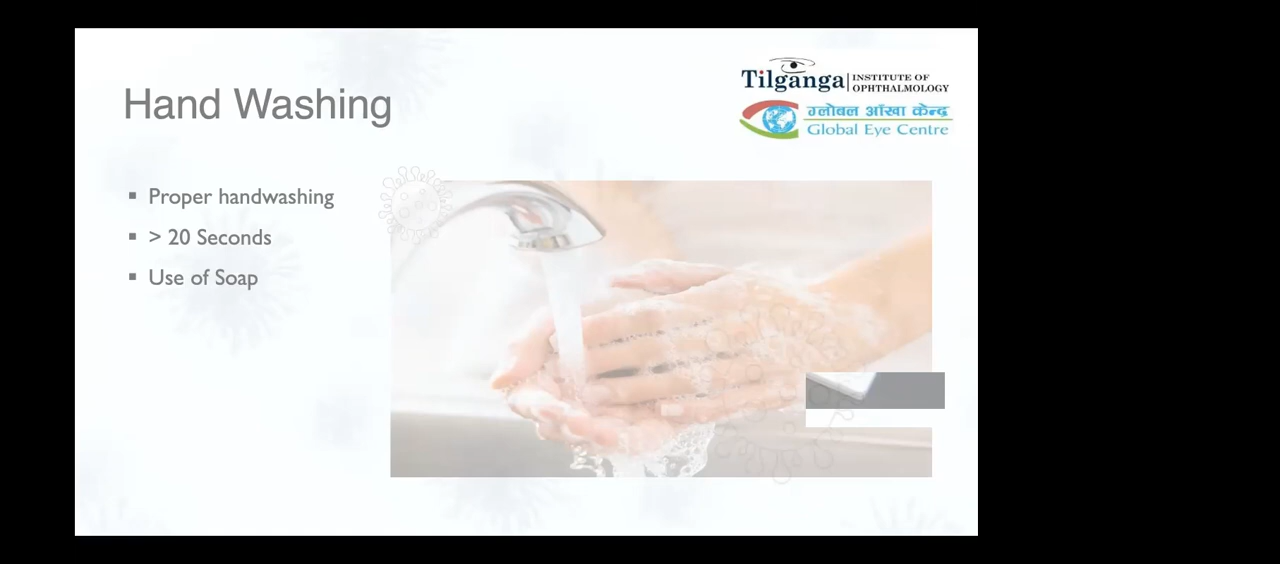 Hand Washing
Tilganga INSTITUTE OF OPHTHALMOLOGY
ग्लोबल आँखा केन्द्र
Global Eye Centre
Proper handwashing
> 20 Seconds
Use of Soap